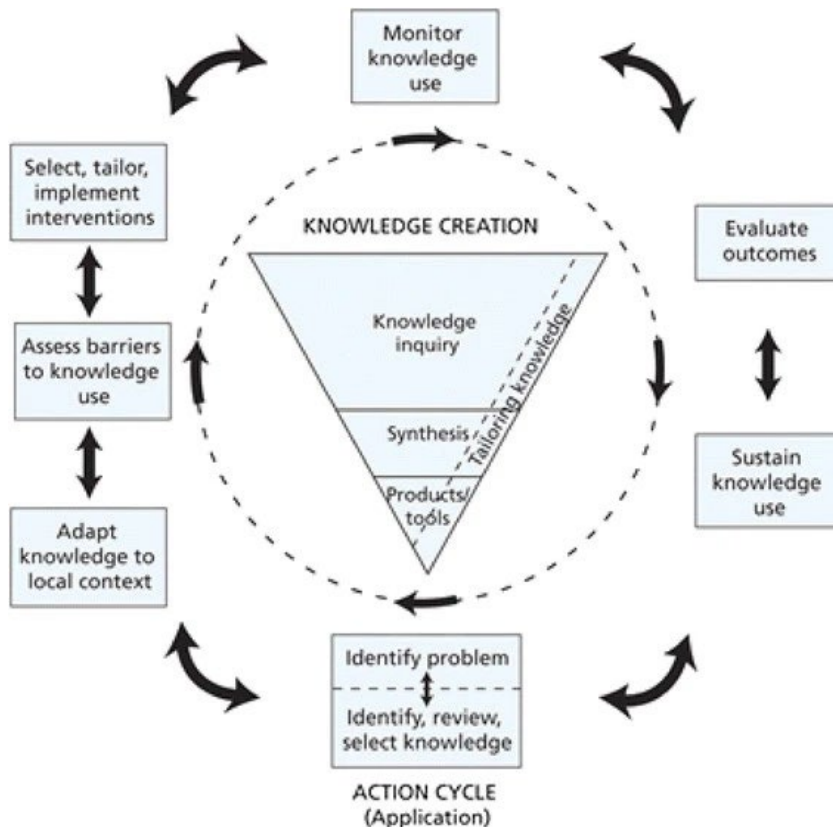 Monitor
knowledge
use
Select, tailor,
implement
interventions
Evaluate
outcomes
KNOWLEDGE CREATION
Knowledge
inquiry
Tailoring knowledge
Assess barriers
to knowledge
use
Synthesis
Products/
tools
Sustain
knowledge
use
Adapt
knowledge to
local context
Identify problem
Identify, review,
select knowledge
ACTION CYCLE
(Application)